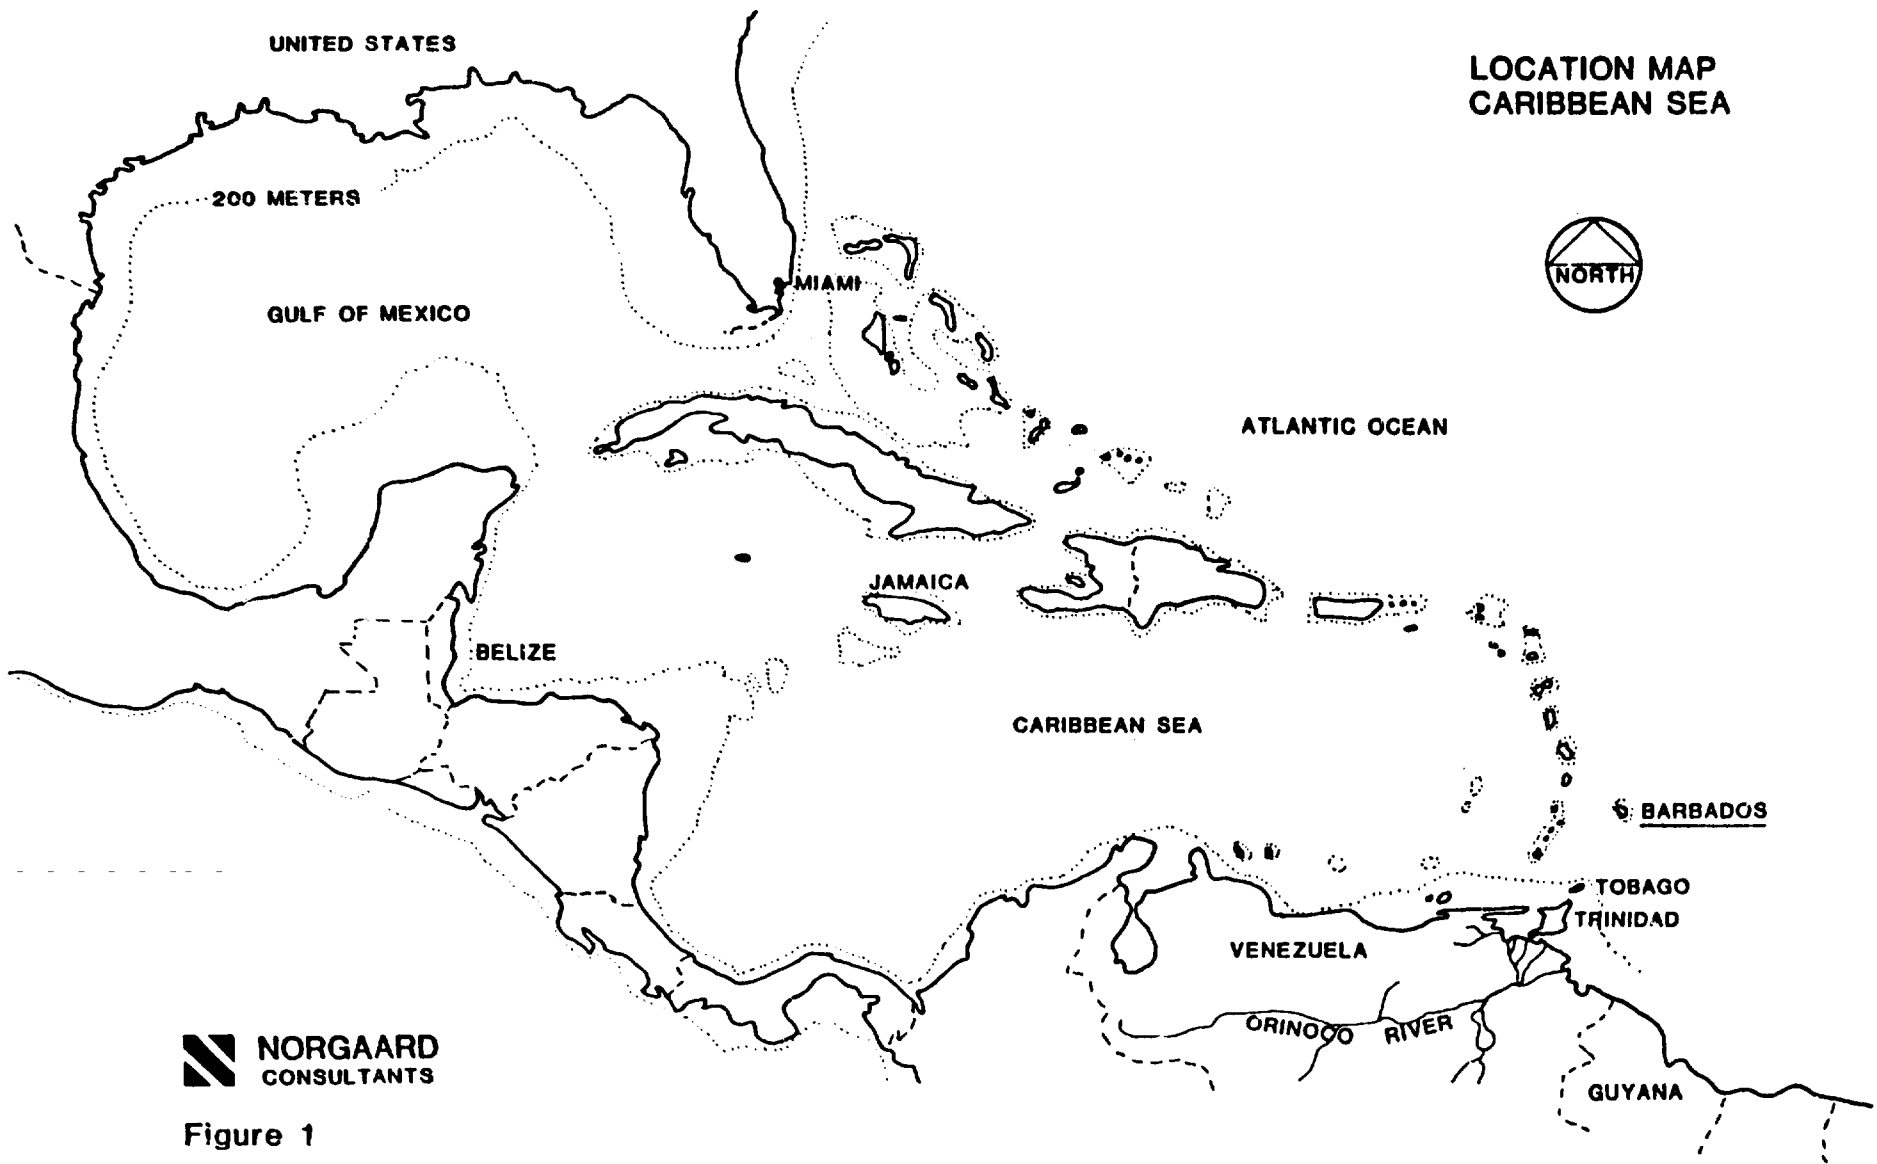 UNITED STATES
LOCATION MAP
CARIBBEAN SEA
200 METERS
NORTH
MIAMI
GULF OF MEXICO
ATLANTIC OCEAN
JAMAICA
BELIZE
CARIBBEAN SEA
BARBADOS
TOBAGO
TRINIDAD
VENEZUELA
ORINOCO RIVER
NORGAARD
CONSULTANTS
GUYANA
Figure 1